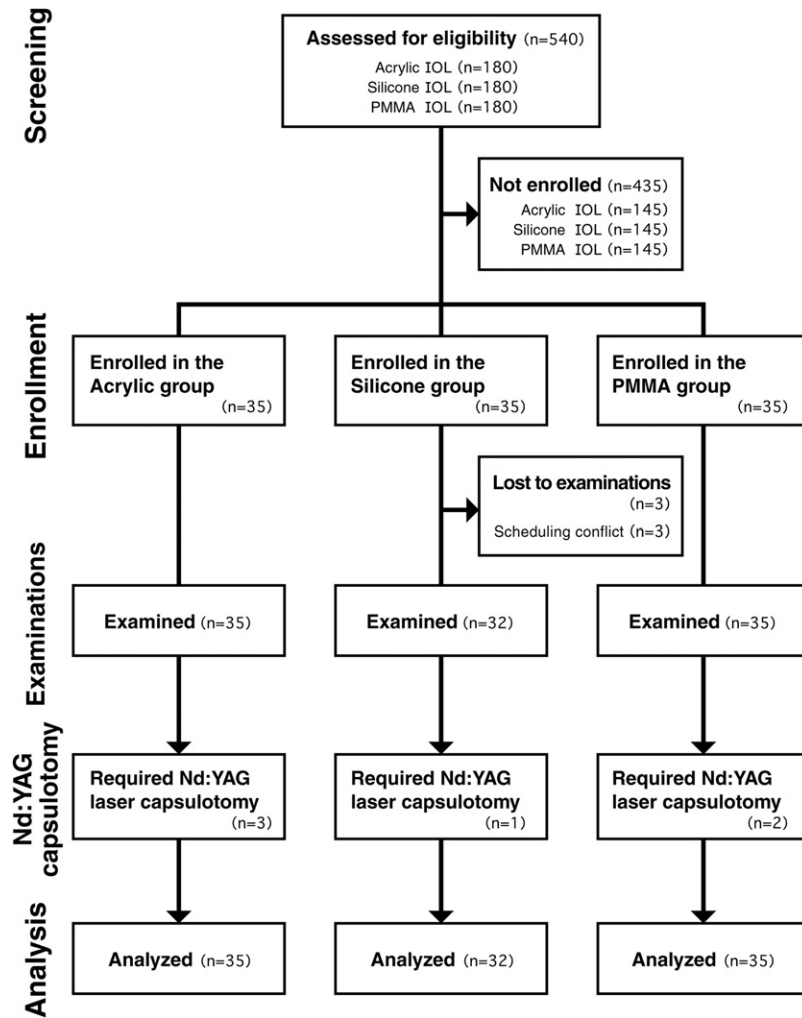 Screening
Assessed for eligibility (n=540)
Acrylic IOL (n=180)
Silicone IOL (n=180)
PMMA IOL (n=180)
Not enrolled (n=435)
Acrylic IOL (n=145)
Silicone IOL (n=145)
PMMA IOL (n=145)
Enrollment
Enrolled in the
Acrylic group
(n=35)
Enrolled in the
Silicone group
(n=35)
Enrolled in the
PMMA group
(n=35)
Lost to examinations
(n=3)
Scheduling conflict (n=3)
Examinations
Examined (n=35)
Examined (n=32)
Examined (n=35)
Nd:YAG
capsulotomy
Required Nd:YAG
laser capsulotomy
(n=3)
Required Nd:YAG
laser capsulotomy
(n=1)
Required Nd:YAG
laser capsulotomy
(n=2)
Analysis
Analyzed (n=35)
Analyzed (n=32)
Analyzed (n=35)